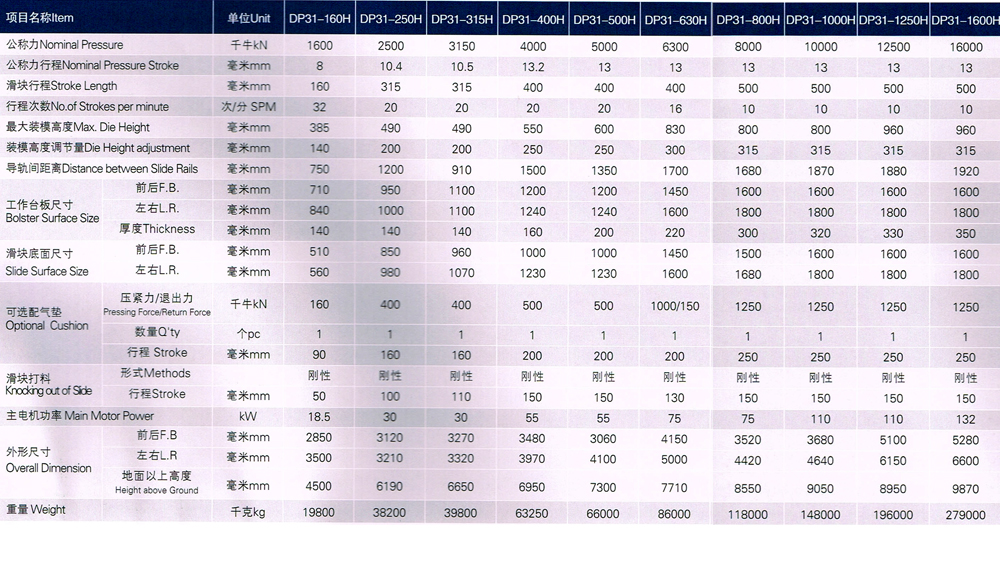 项目名称Item 单位Unit DP31-160H DP31-250H DP31-315H DP31-400H DP31-500H DP31-630H DP31-800H DP31-1000H DP31-1250H DP31-1600H
公称力Nominal Pressure 千牛kN 1600 2500 3150 4000 5000 6300 8000 10000 12500 16000
公称力行程Nominal Pressure Stroke 毫米mm 8 10.4 10.5 13.2 13 13 13 13 13 13
滑块行程Stroke Length 毫米mm 160 315 315 400 400 400 500 500 500 500
行程次数No.of Strokes per minute 次/分 SPM 32 20 20 20 20 16 10 10 10 10
最大装模高度Max. Die Height 毫米mm 385 490 490 550 600 830 800 800 960 960
装模高度调节量Die Height adjustment 毫米mm 140 200 200 250 250 300 315 315 315 315
导轨间距离Distance between Slide Rails 毫米mm 750 1200 910 1500 1350 1700 1680 1870 1880 1920
工作台板尺寸
Bolster Surface Size
前后F.B. 毫米mm 710 950 1100 1200 1200 1450 1600 1600 1600 1600
左右L.R. 毫米mm 840 1000 1100 1240 1240 1600 1800 1800 1800 1800
厚度Thickness 毫米mm 140 140 140 160 200 220 300 320 330 350
滑块底面尺寸
Slide Surface Size
前后F.B. 毫米mm 510 850 960 1000 1000 1450 1500 1600 1600 1600
左右L.R. 毫米mm 560 980 1070 1230 1230 1600 1680 1800 1800 1800
可选配气垫
Optional Cushion
压紧力/退出力
Pressing Force/Return Force 千牛kN 160 400 400 500 500 1000/150 1250 1250 1250 1250
数量Q'ty 个pc 1 1 1 1 1 1 1 1 1 1
行程 Stroke 毫米mm 90 160 160 200 200 200 250 250 250 250
滑块打料
Knocking out of Slide
形式Methods 刚性 刚性 刚性 刚性 刚性 刚性 刚性 刚性 刚性 刚性
行程Stroke 毫米mm 50 100 110 150 150 130 150 150 150 150
主电机功率 Main Motor Power kW 18.5 30 30 55 55 75 75 110 110 132
外形尺寸
Overall Dimension
前后F.B 毫米mm 2850 3120 3270 3480 3060 4150 3520 3680 5100 5280
左右L.R 毫米mm 3500 3210 3320 3970 4100 5000 4420 4640 6150 6600
地面以上高度
Height above Ground 毫米mm 4500 6190 6650 6950 7300 7710 8550 9050 8950 9870
重量 Weight 千克kg 19800 38200 39800 63250 66000 86000 118000 148000 196000 279000